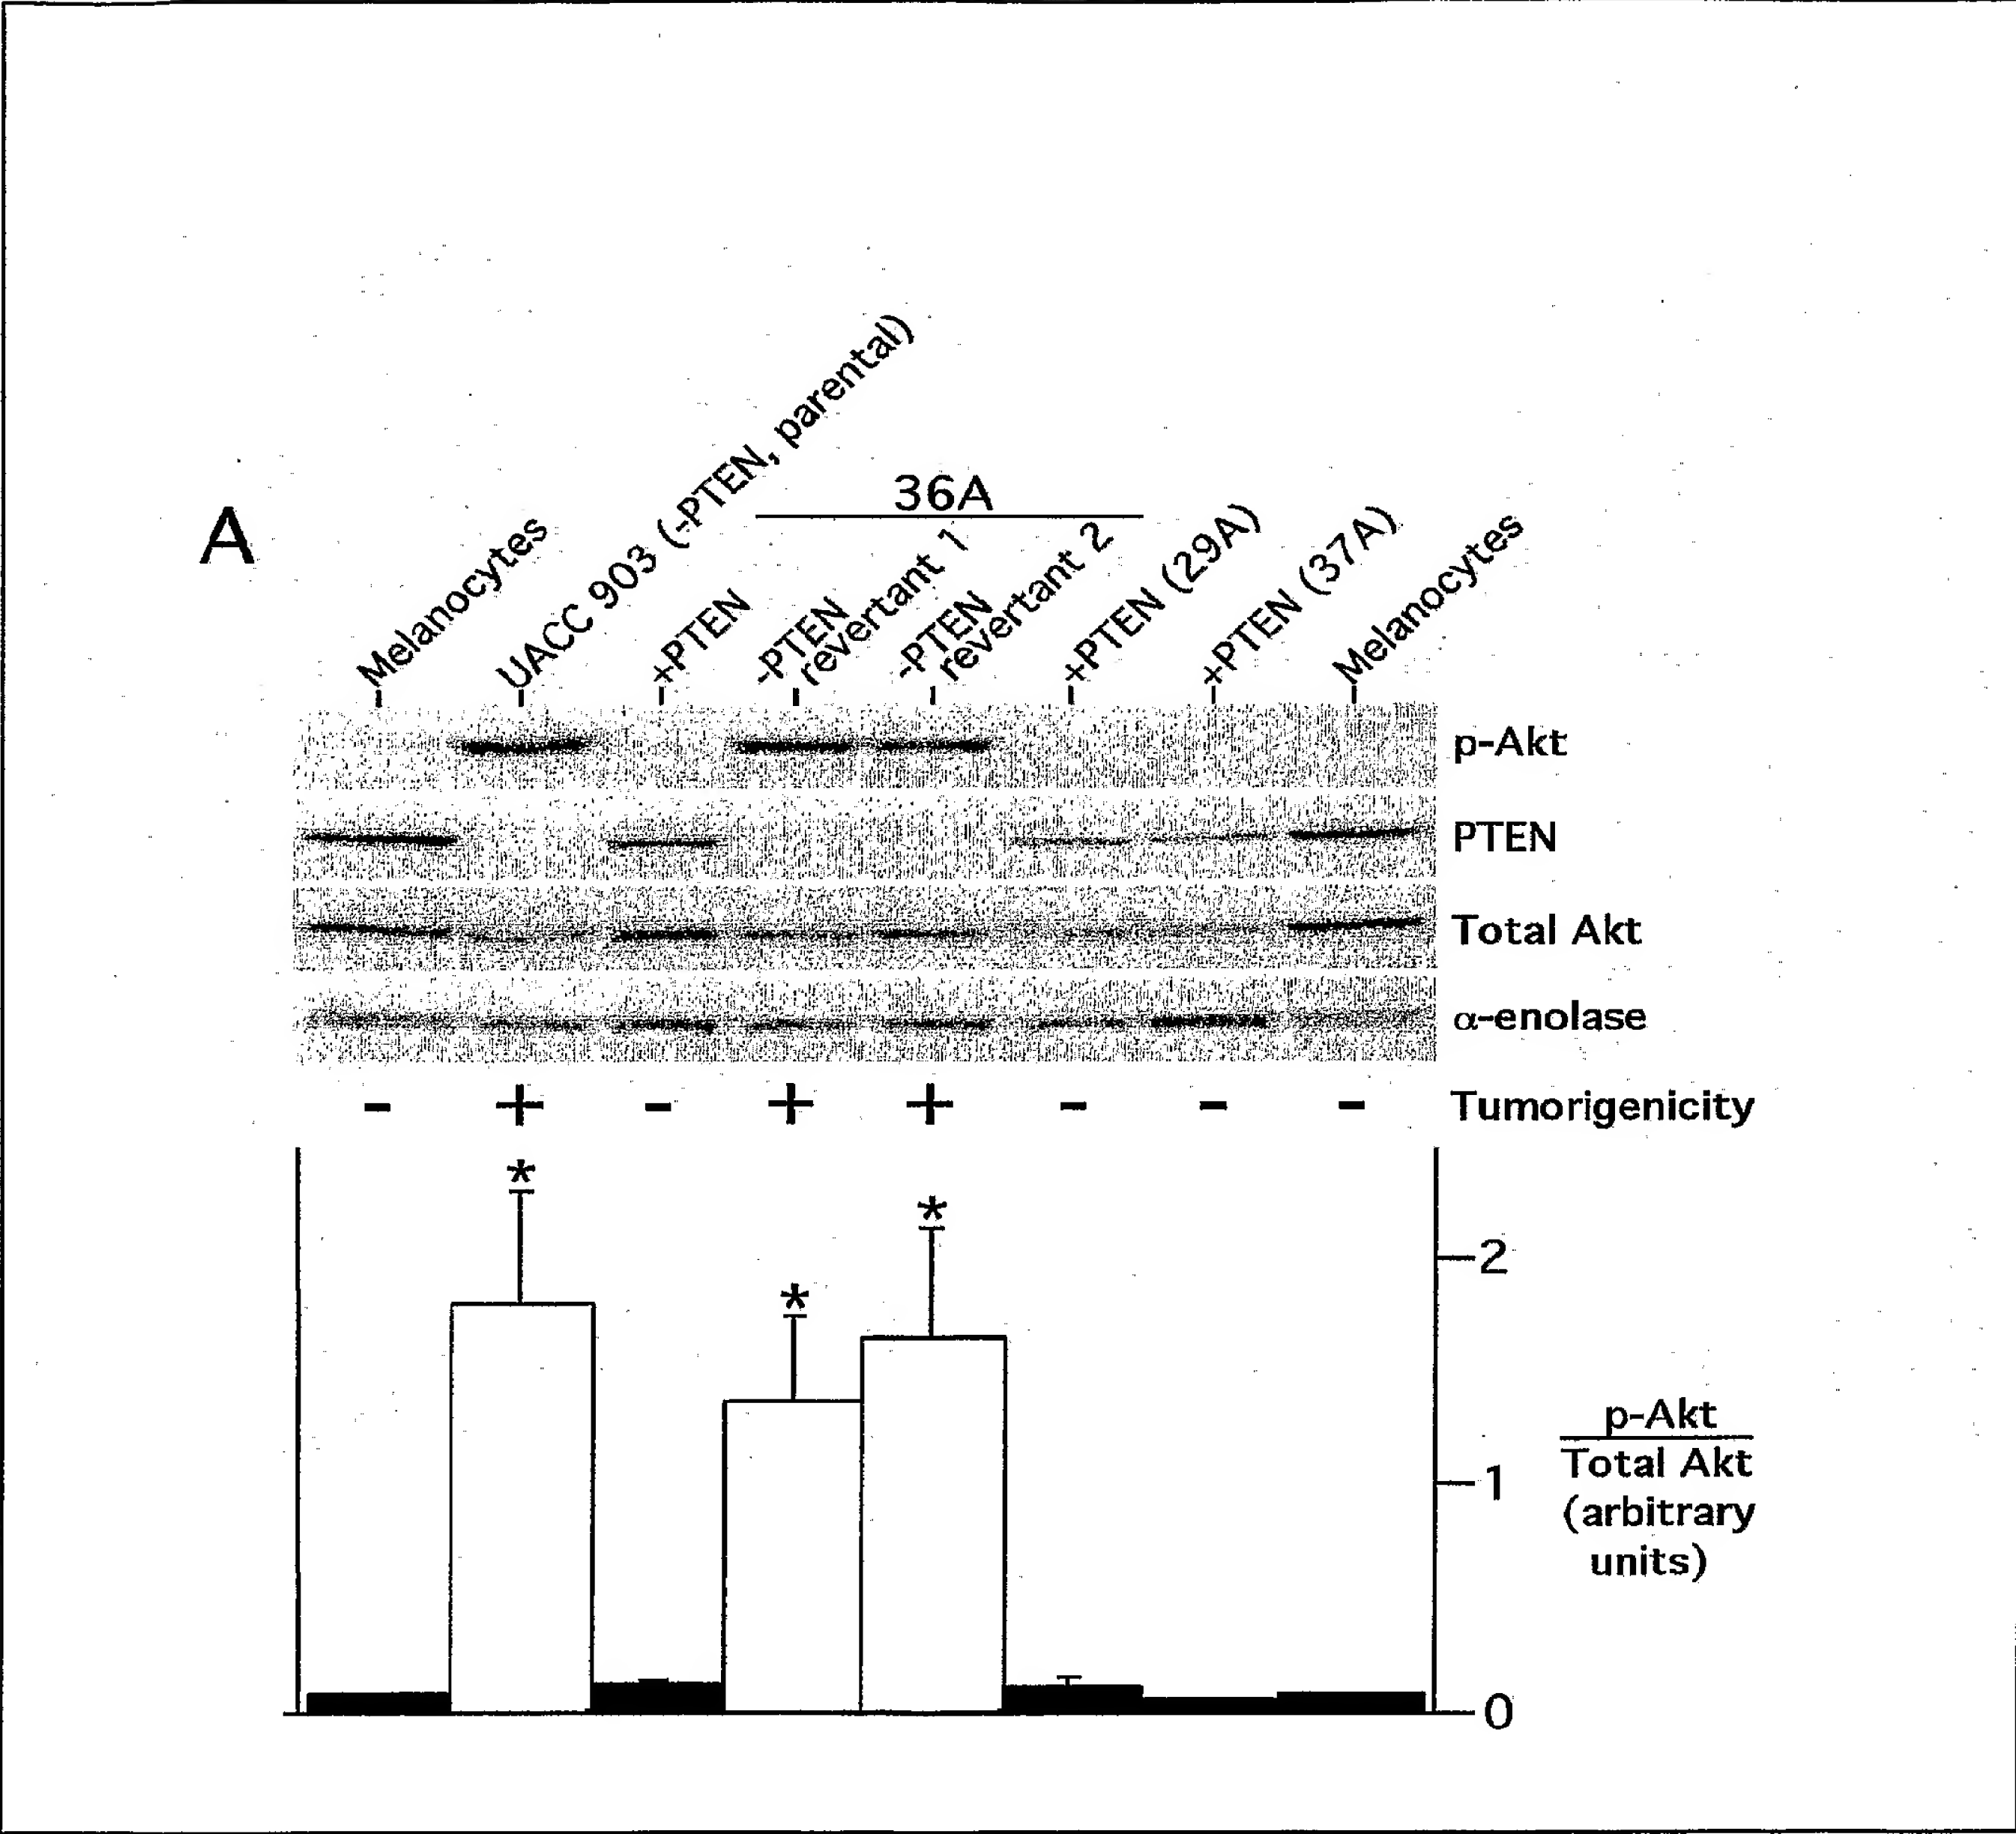 A
Melanocytes
UACC 903 (-PTEN, parental)
36A
+PTEN
-PTEN
revertant 1
-PTEN
revertant 2
+PTEN (29A)
+PTEN (37A)
Melanocytes
p-Akt
PTEN
Total Akt
α-enolase
- + - + + - - - Tumorigenicity
* * *
2
1
0
p-Akt
Total Akt
(arbitrary
units)